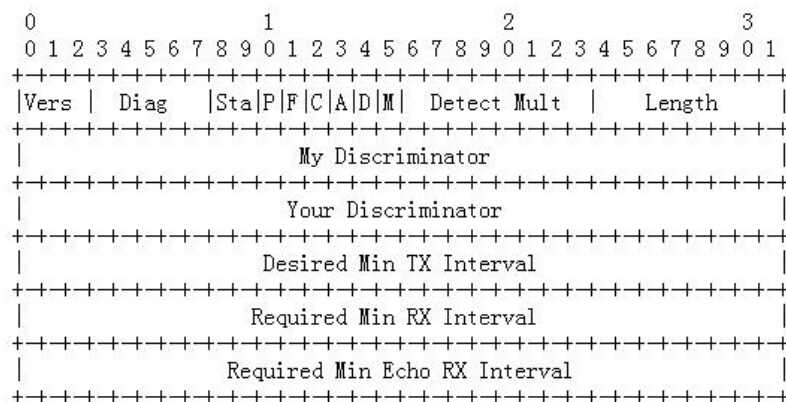 0 1 2 3
0 1 2 3 4 5 6 7 8 9 0 1 2 3 4 5 6 7 8 9 0 1 2 3 4 5 6 7 8 9 0 1
+-+-+-+-+-+-+-+-+-+-+-+-+-+-+-+-+-+-+-+-+-+-+-+-+-+-+-+-+-+-+-+-+
|Vers | Diag |Sta|P|F|C|A|D|M| Detect Mult | Length |
+-+-+-+-+-+-+-+-+-+-+-+-+-+-+-+-+-+-+-+-+-+-+-+-+-+-+-+-+-+-+-+-+
| My Discriminator |
+-+-+-+-+-+-+-+-+-+-+-+-+-+-+-+-+-+-+-+-+-+-+-+-+-+-+-+-+-+-+-+-+
| Your Discriminator |
+-+-+-+-+-+-+-+-+-+-+-+-+-+-+-+-+-+-+-+-+-+-+-+-+-+-+-+-+-+-+-+-+
| Desired Min TX Interval |
+-+-+-+-+-+-+-+-+-+-+-+-+-+-+-+-+-+-+-+-+-+-+-+-+-+-+-+-+-+-+-+-+
| Required Min RX Interval |
+-+-+-+-+-+-+-+-+-+-+-+-+-+-+-+-+-+-+-+-+-+-+-+-+-+-+-+-+-+-+-+-+
| Required Min Echo RX Interval |
+-+-+-+-+-+-+-+-+-+-+-+-+-+-+-+-+-+-+-+-+-+-+-+-+-+-+-+-+-+-+-+-+